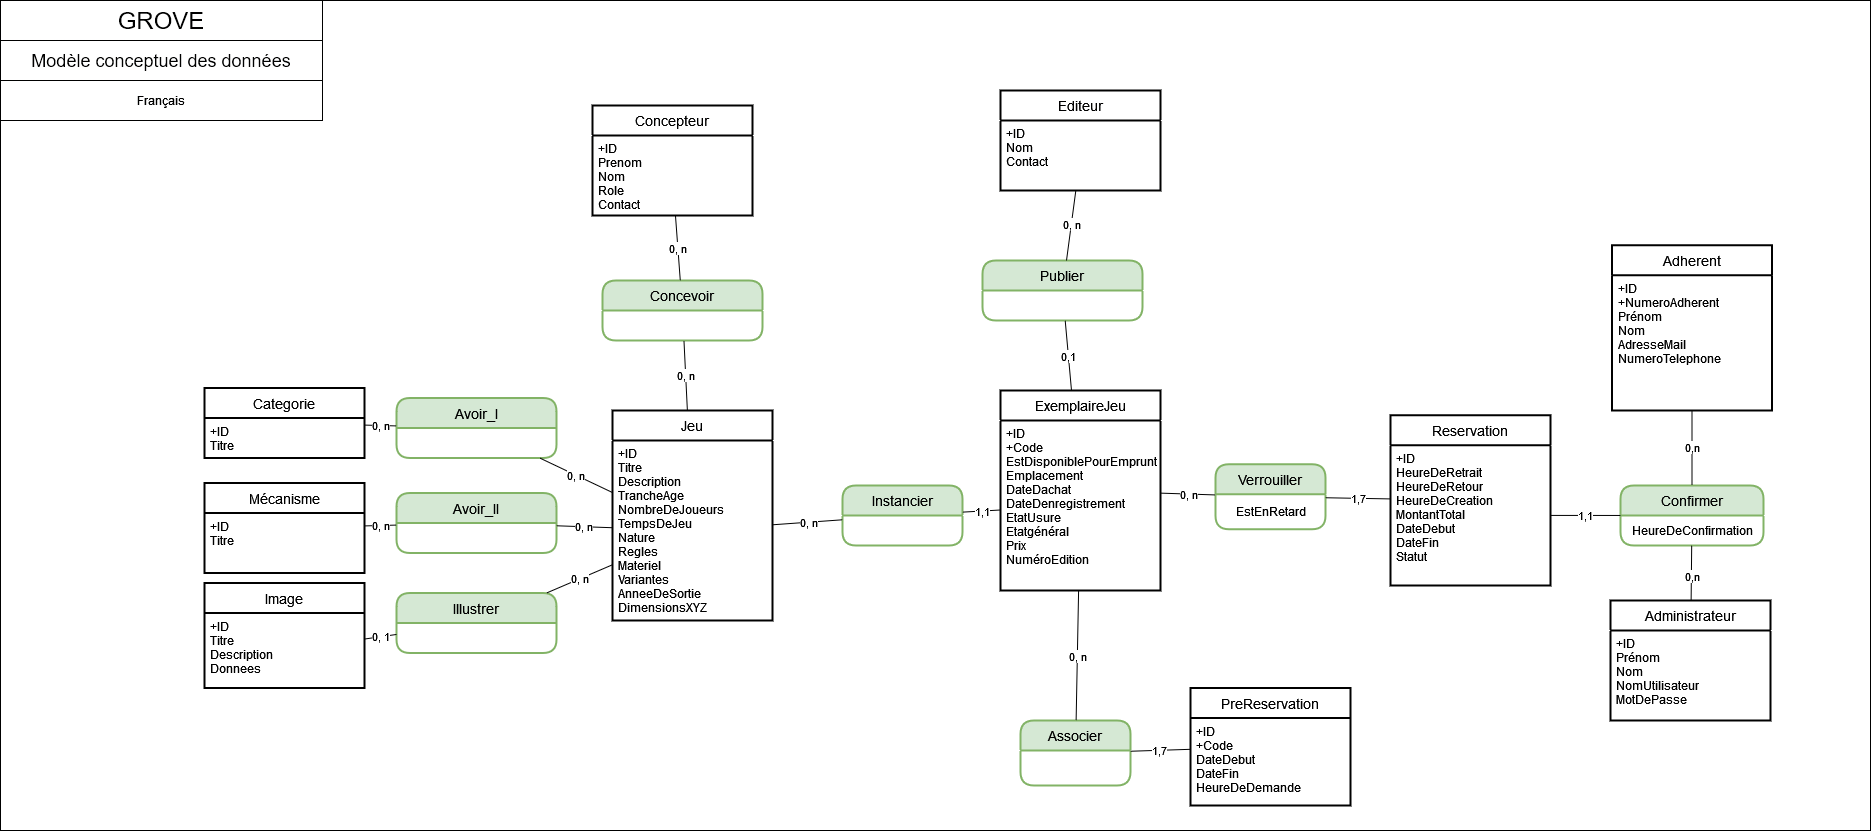 GROVE
Modèle conceptuel des données
Français
Concepteur
+ID
Prenom
Nom
Role
Contact
0, n
Concevoir
0, n
Editeur
+ID
Nom
Contact
0, n
Publier
0,1
Adherent
+ID
+NumeroAdherent
Prénom
Nom
AdresseMail
NumeroTelephone
0,n
Categorie
+ID
Titre
0, n
Avoir_I
0, n
Mécanisme
+ID
Titre
0, n
Avoir_II
0, n
Image
+ID
Titre
Description
Donnees
0, 1
Illustrer
0, n
Jeu
+ID
Titre
Description
TrancheAge
NombreDeJoueurs
TempsDeJeu
Nature
Regles
Materiel
Variantes
AnneeDeSortie
DimensionsXYZ
0, n
Instancier
1,1
ExemplaireJeu
+ID
+Code
EstDisponiblePourEmprunt
Emplacement
DateDachat
DateDenregistrement
EtatUsure
Etatgénéral
Prix
NuméroEdition
0, n
Verrouiller
EstEnRetard
1,7
Reservation
+ID
HeureDeRetrait
HeureDeRetour
HeureDeCreation
MontantTotal
DateDebut
DateFin
Statut
1,1
Confirmer
HeureDeConfirmation
0,n
Administrateur
+ID
Prénom
Nom
NomUtilisateur
MotDePasse
0, n
Associer
1,7
PreReservation
+ID
+Code
DateDebut
DateFin
HeureDeDemande